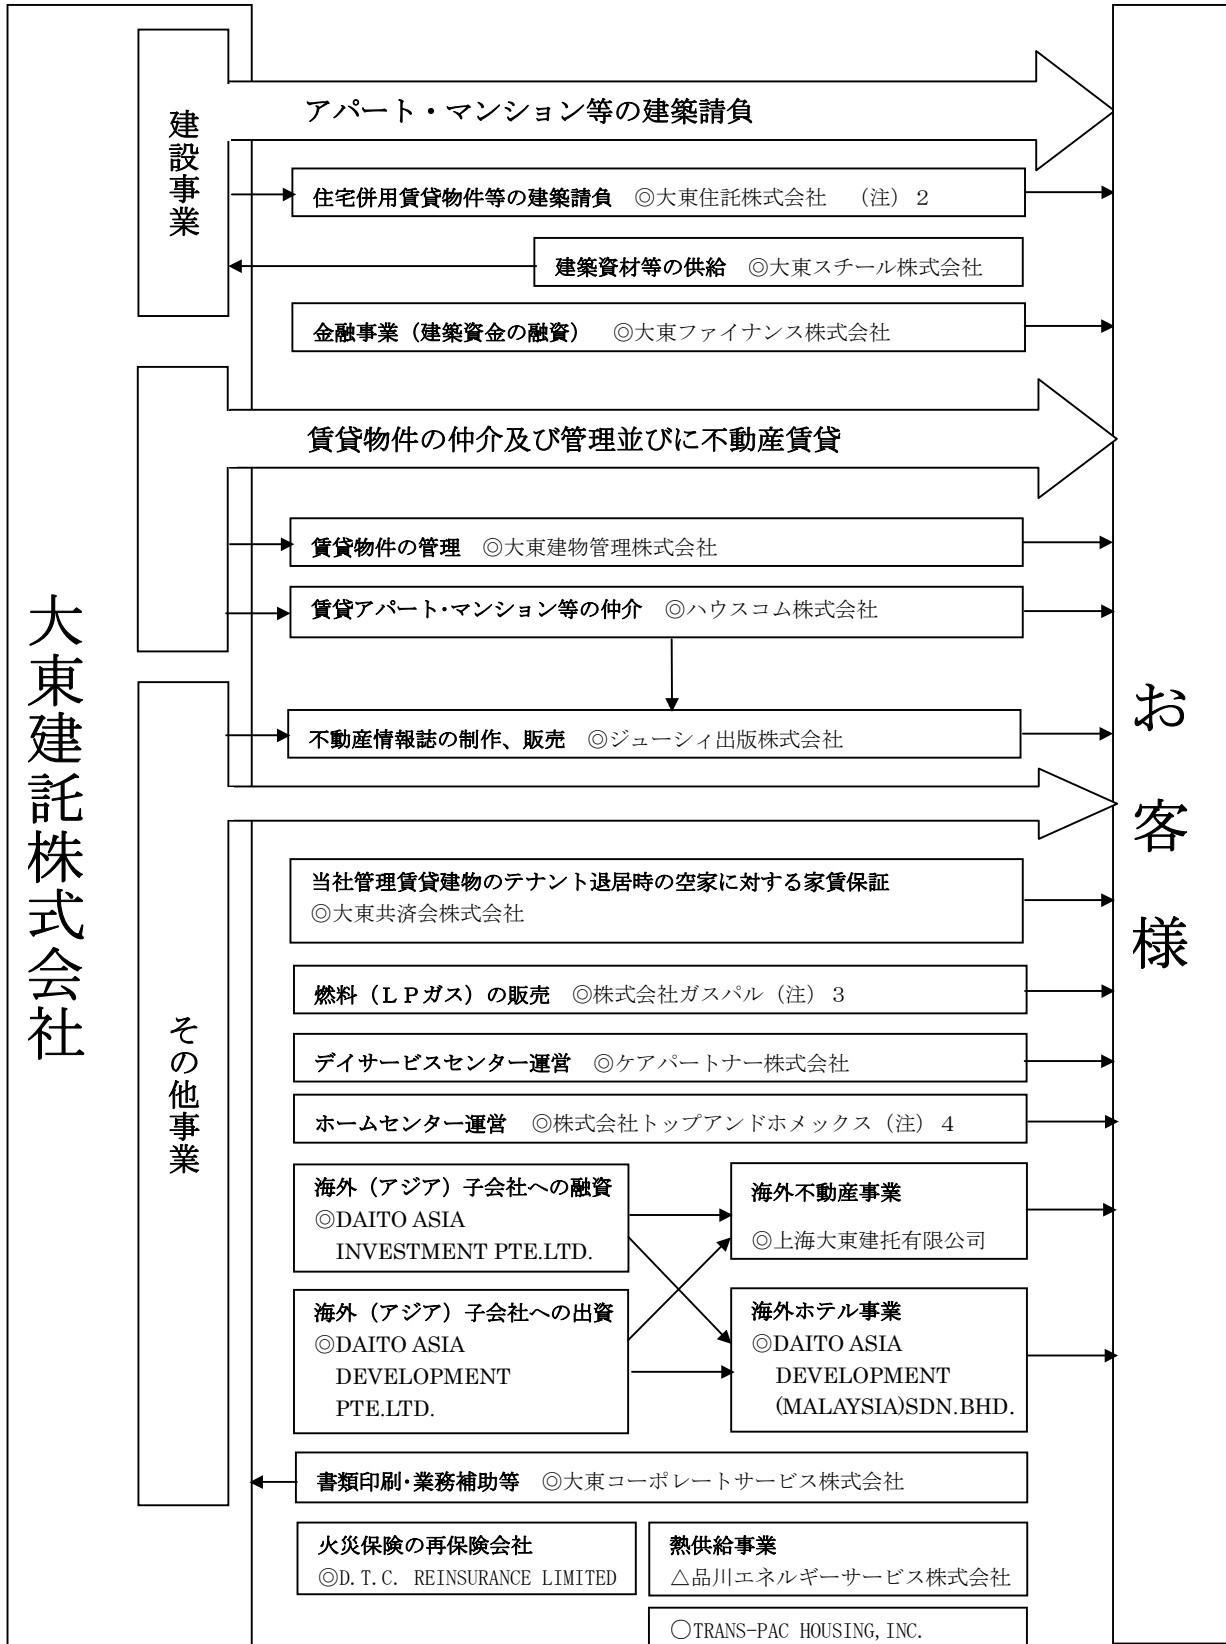 大東建託株式会社
建設事業
アパート・マンション等の建築請負
住宅併用賃貸物件等の建築請負　◎大東住託株式会社　（注）２
建築資材等の供給　◎大東スチール株式会社
金融事業（建築資金の融資）　◎大東ファイナンス株式会社
賃貸物件の仲介及び管理並びに不動産賃貸
賃貸物件の管理　◎大東建物管理株式会社
賃貸アパート・マンション等の仲介　◎ハウスコム株式会社
その他事業
不動産情報誌の制作、販売　◎ジューシィ出版株式会社
当社管理賃貸建物のテナント退居時の空家に対する家賃保証
◎大東共済会株式会社
燃料（ＬＰガス）の販売　◎株式会社ガスパル（注）３
デイサービスセンター運営　◎ケアパートナー株式会社
ホームセンター運営　◎株式会社トップアンドホメックス（注）４
海外（アジア）子会社への融資
◎DAITO ASIA
INVESTMENT PTE.LTD.
海外不動産事業
◎上海大東建托有限公司
海外（アジア）子会社への出資
◎DAITO ASIA
DEVELOPMENT
PTE.LTD.
海外ホテル事業
◎DAITO ASIA
DEVELOPMENT
(MALAYSIA)SDN.BHD.
書類印刷・業務補助等　◎大東コーポレートサービス株式会社
火災保険の再保険会社
◎D.T.C. REINSURANCE LIMITED
熱供給事業
△品川エネルギーサービス株式会社
○TRANS-PAC HOUSING,INC.
お客様